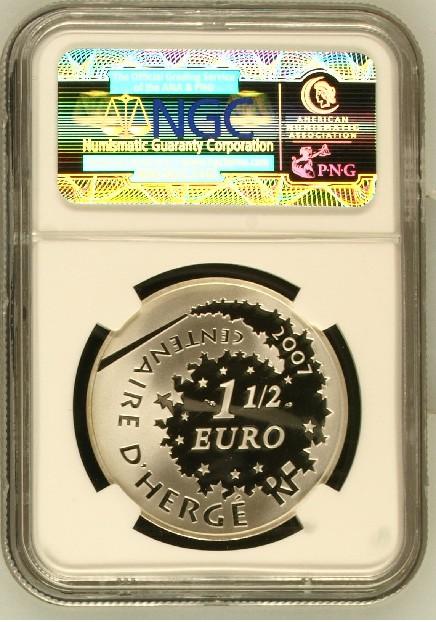 The Official Grading Service
of the ANA & PNG
NGC
Numismatic Guaranty Corporation
AMERICAN
NUMISMATIC
ASSOCIATION
PNG
2007
CENTENAIRE D'HERGÉ
1 1/2
EURO
RF